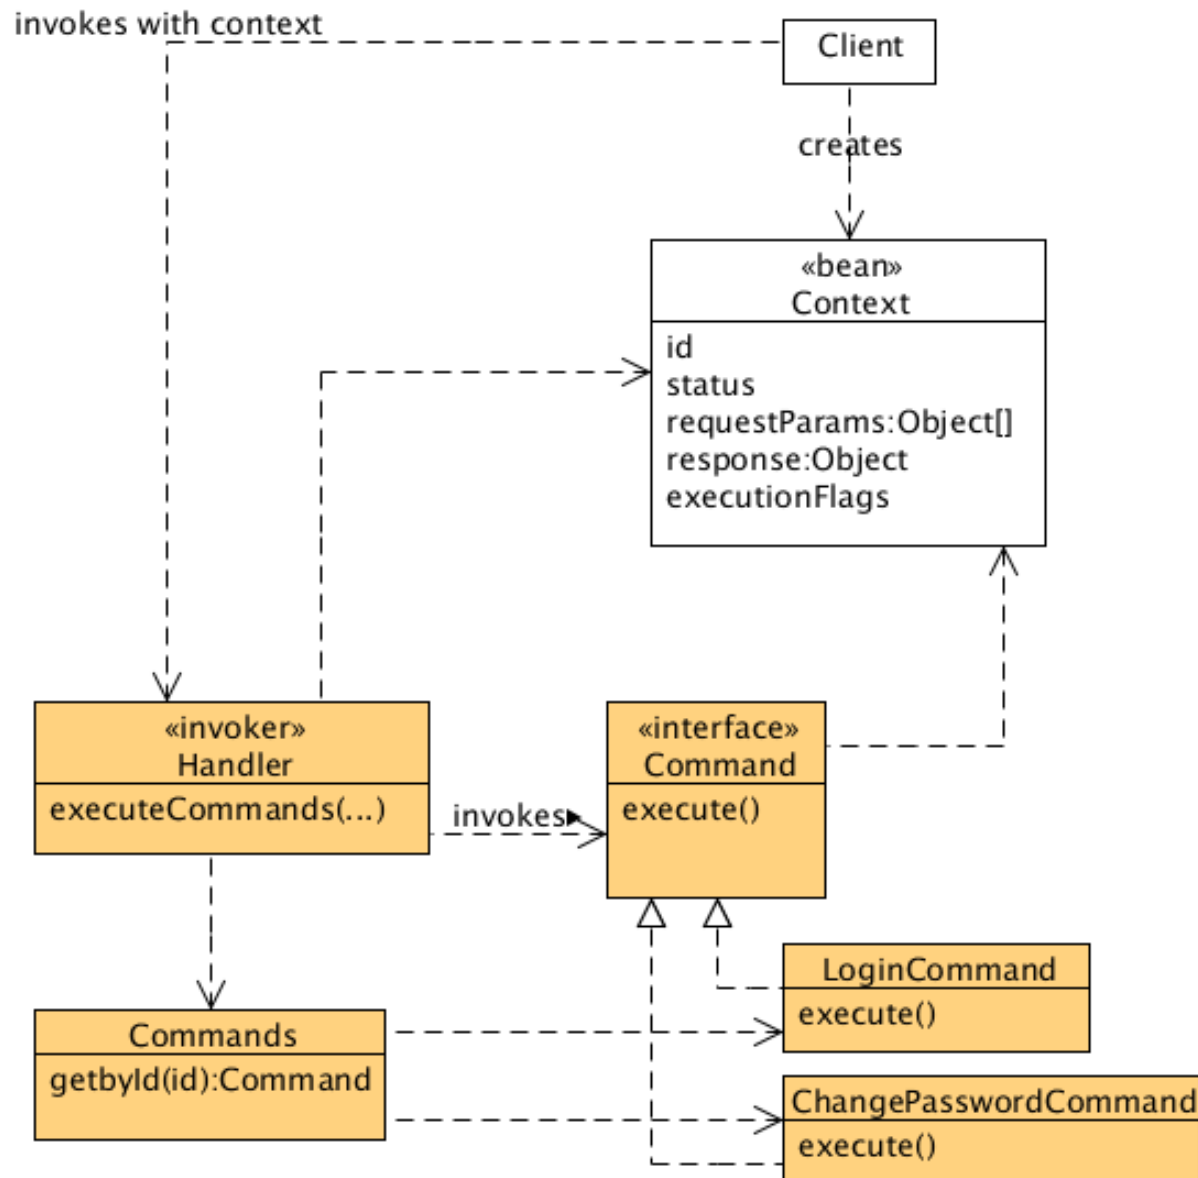 invokes with context
Client
creates
«bean»
Context
id
status
requestParams:Object[]
response:Object
executionFlags
«invoker»
Handler
executeCommands(...)
invokes▶
«interface»
Command
execute()
LoginCommand
execute()
Commands
getbyId(id):Command
ChangePasswordCommand
execute()